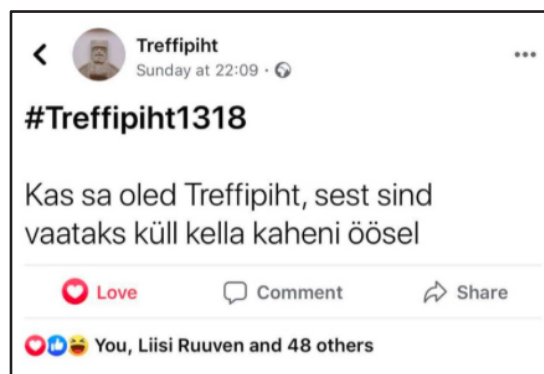 Treffipiht
Sunday at 22:09 ·
#Treffipiht1318
Kas sa oled Treffipiht, sest sind
vaataks küll kella kaheni öösel
Love Comment Share
You, Liisi Ruuven and 48 others